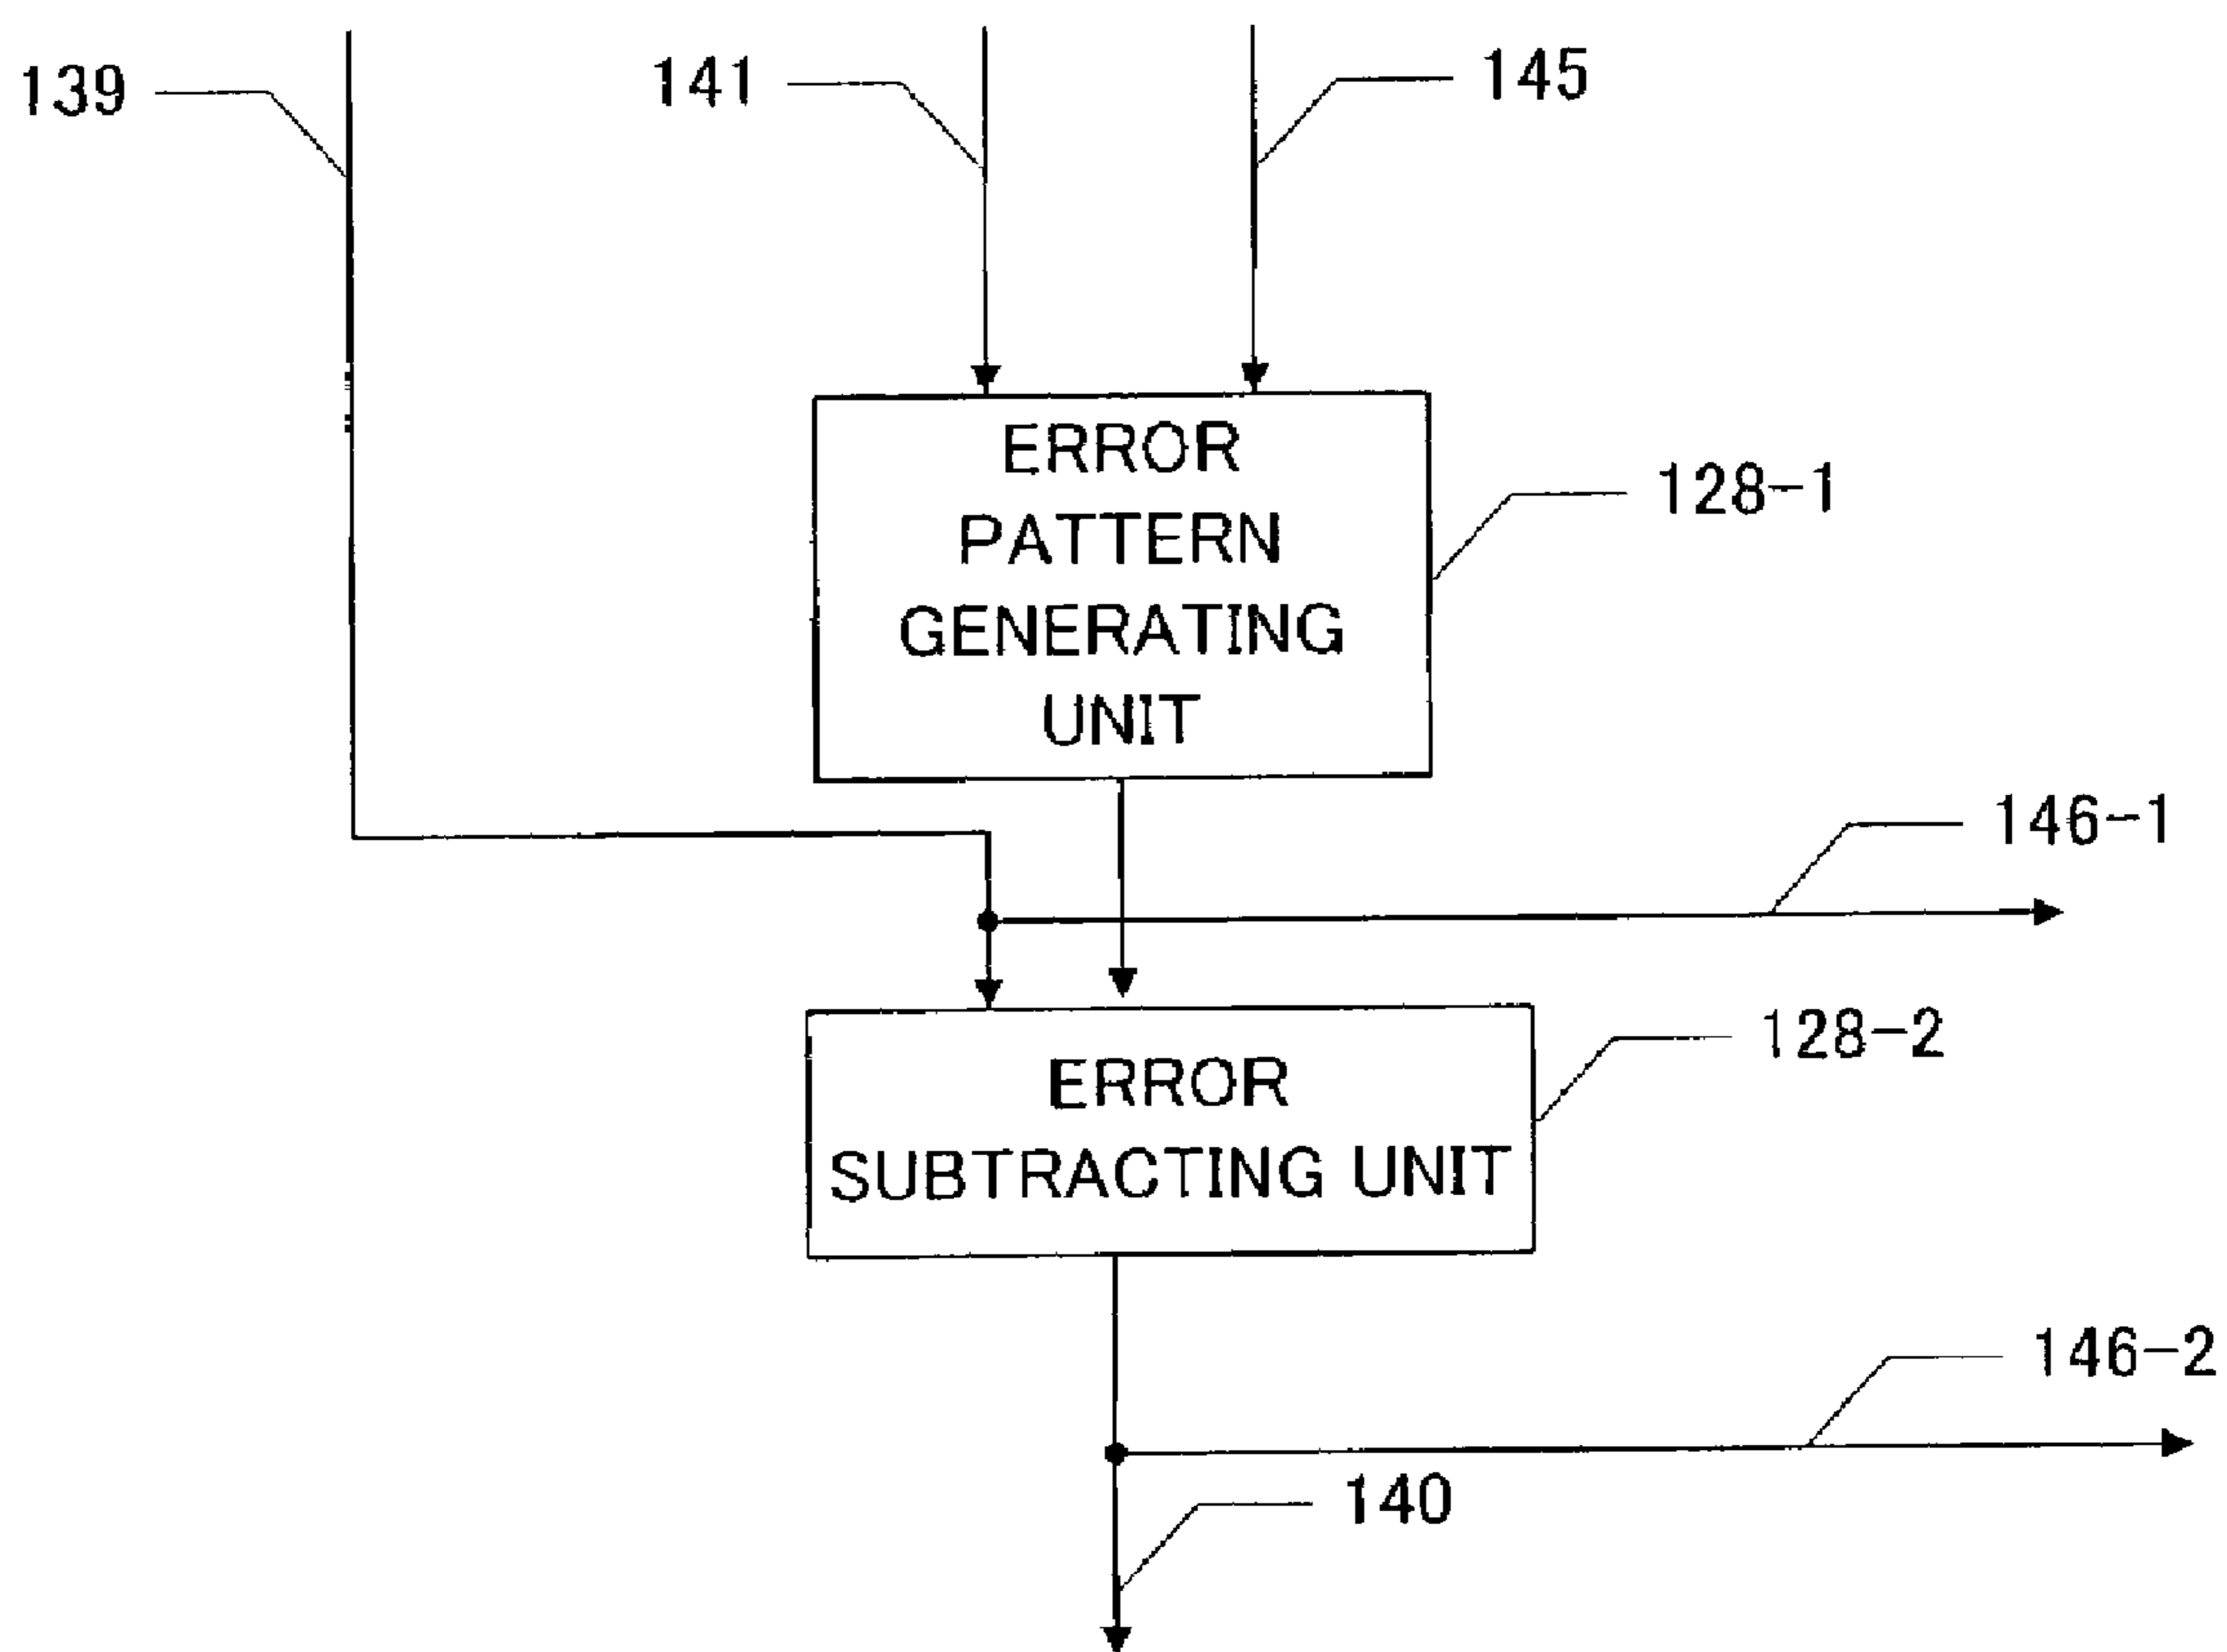 139
141
145
ERROR
PATTERN
GENERATING
UNIT
128-1
146-1
ERROR
SUBTRACTING UNIT
128-2
146-2
140